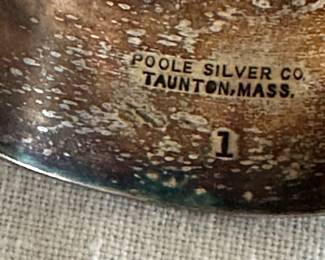 POOLE SILVER CO.
TAUNTON, MASS.
1